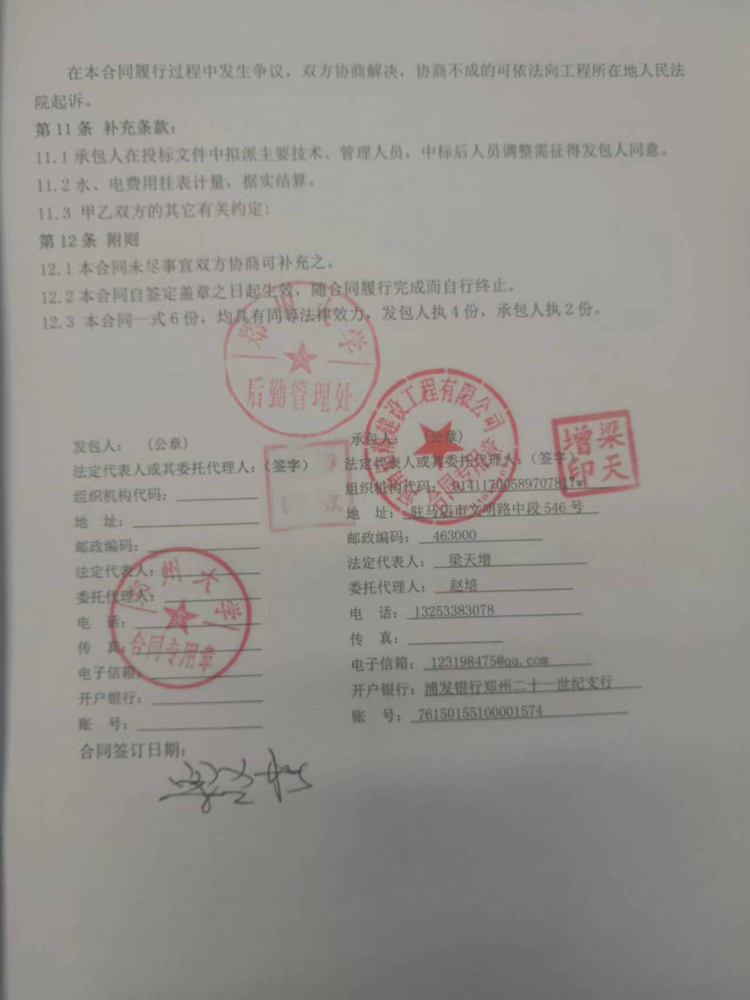 在本合同履行过程中发生争议，双方协商解决，协商不成的可依法向工程所在地人民法
院起诉。
第11条 补充条款：
11.1承包人在投标文件中拟派主要技术、管理人员，中标后人员调整需征得发包人同意。
11.2水、电费用挂表计量，据实结算。
11.3 甲乙双方的其它有关约定；
第12条 附则
12.1本合同未尽事宜双方协商可补充之。
12.2本合同自签定盖章之日起生效，随合同履行完成而自行终止。
12.3 本合同一式6份，均具有同等法律效力，发包人执4份，承包人执2份。
郑州大学
后勤管理处
建设工程有限公司
合同专用章
梁天增印
发包人： （公章）
法定代表人或其委托代理人：（签字）
组织机构代码：
地 址：
邮政编码：
法定代表人：
委托代理人：
电 话：
传 真：
电子信箱：
开户银行：
账 号：
合同签订日期：
郑州大学
合同专用章
承包人： （公章）
法定代表人或其委托代理人：（签字）
组织机构代码： 91411700589707817w
地 址： 驻马店市文明路中段546号
邮政编码： 463000
法定代表人： 梁天增
委托代理人： 赵培
电 话： 13253383078
传 真：
电子信箱： 123198475@qq.com
开户银行：浦发银行郑州二十一世纪支行
账 号： 76150155100001574